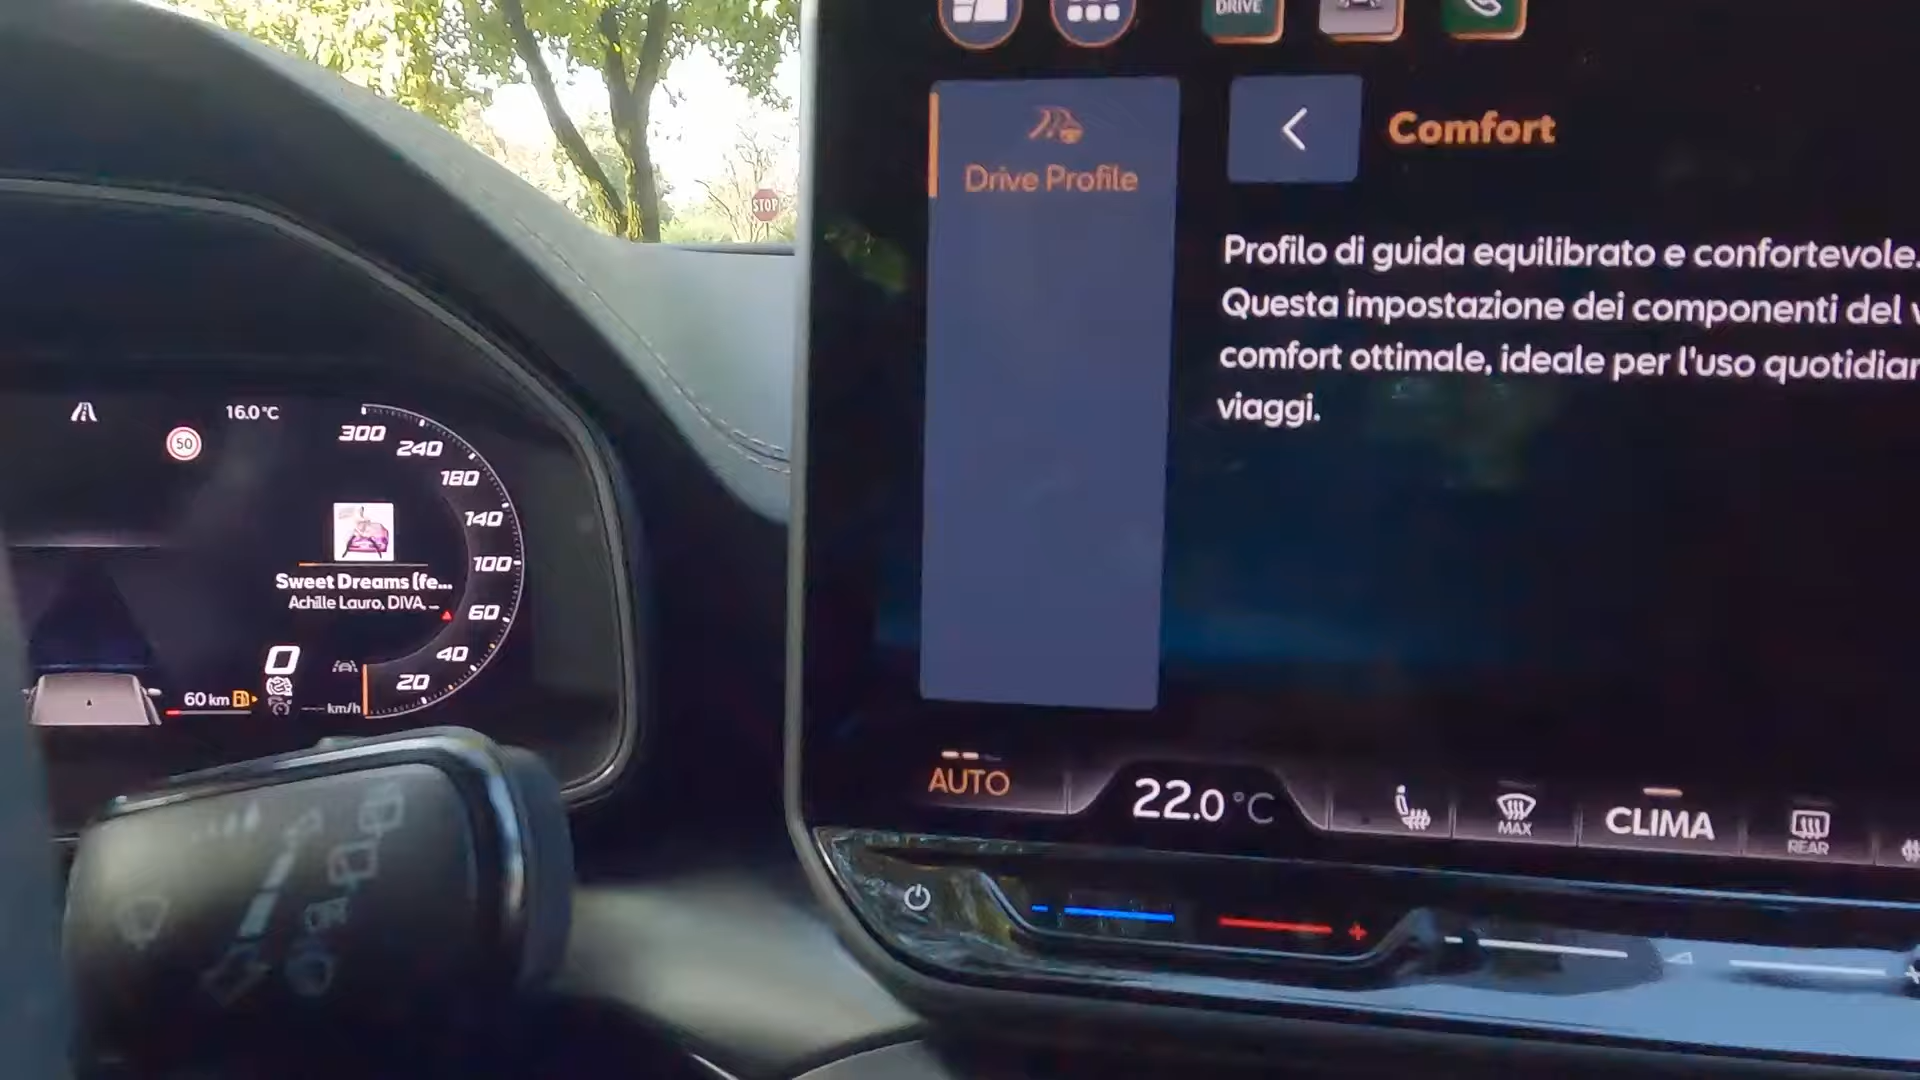 DRIVE
Comfort
Drive Profile
Profilo di guida equilibrato e confortevole.
Questa impostazione dei componenti del
comfort ottimale, ideale per l'uso
viaggi.
STOP
16.0°C
50
300
240
180
140
100
60
40
20
Sweet Dreams (fe...
Achille Lauro, DIVA, ...
0
60 km
--- km/h
AUTO
22.0°C
MAX
CLIMA
REAR
- +